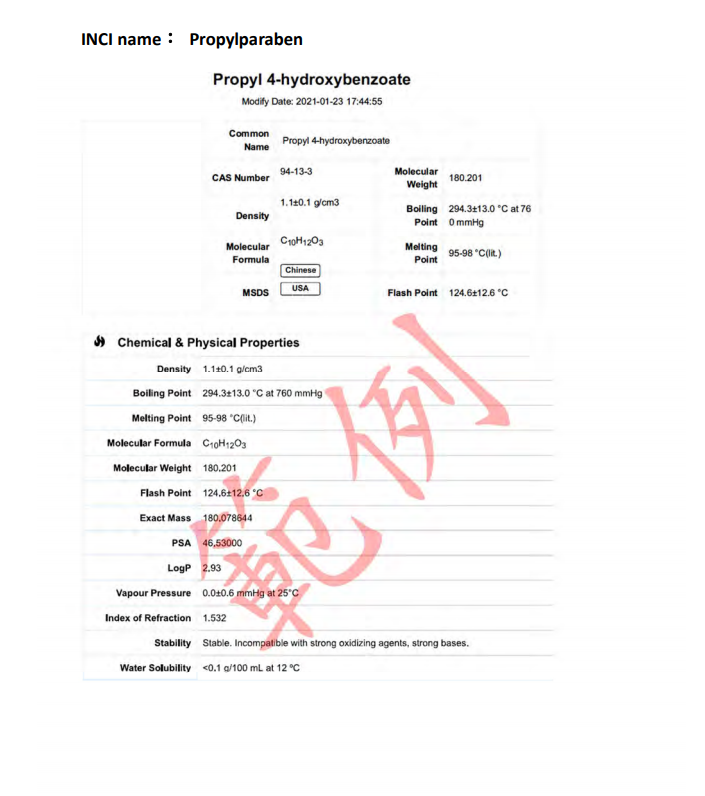 INCI name： Propylparaben
Propyl 4-hydroxybenzoate
Modify Date: 2021-01-23 17:44:55
Common Name Propyl 4-hydroxybenzoate
CAS Number 94-13-3 Molecular Weight 180.201
Density 1.1±0.1 g/cm3 Boiling Point 294.3±13.0 °C at 760 mmHg
Molecular Formula C₁₀H₁₂O₃ Melting Point 95-98 °C(lit.)
MSDS Chinese USA Flash Point 124.6±12.6 °C
Chemical & Physical Properties
Density 1.1±0.1 g/cm3
Boiling Point 294.3±13.0 °C at 760 mmHg
Melting Point 95-98 °C(lit.)
Molecular Formula C₁₀H₁₂O₃
Molecular Weight 180.201
Flash Point 124.6±12.6 °C
Exact Mass 180.078644
PSA 46.53000
LogP 2.93
Vapour Pressure 0.0±0.6 mmHg at 25°C
Index of Refraction 1.532
Stability Stable. Incompatible with strong oxidizing agents, strong bases.
Water Solubility <0.1 g/100 mL at 12 ºC
範例